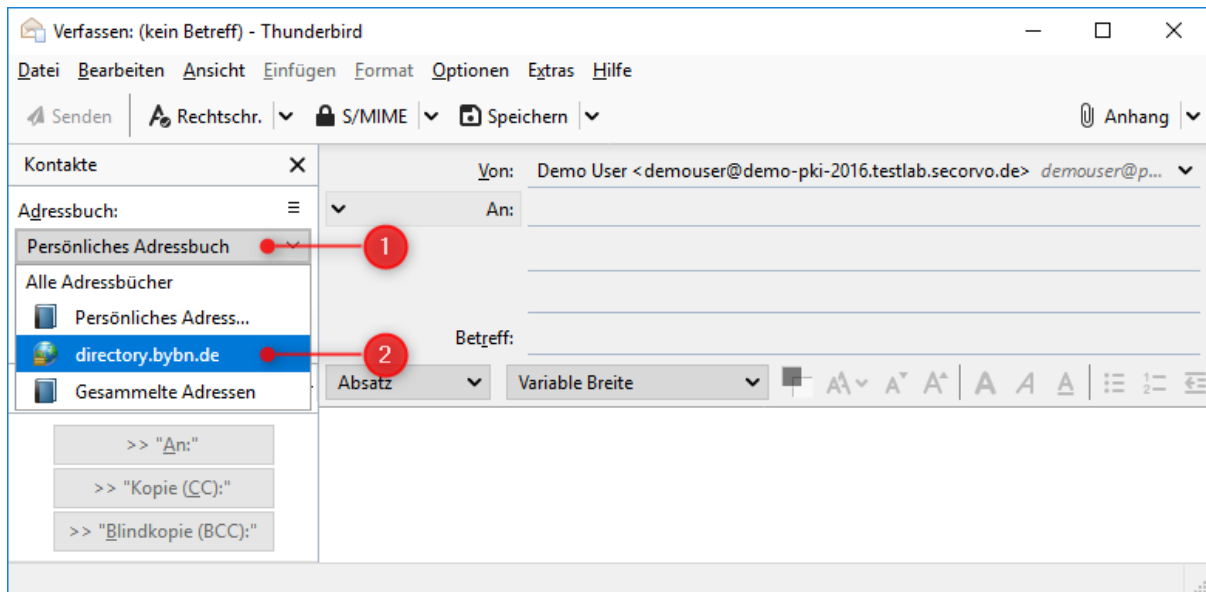 Verfassen: (kein Betreff) - Thunderbird
Datei Bearbeiten Ansicht Einfügen Format Optionen Extras Hilfe
Senden Rechtschr. S/MIME Speichern Anhang
Kontakte
Von: Demo User <demouser@demo-pki-2016.testlab.secorvo.de> demouser@p...
Adressbuch:
An:
Persönliches Adressbuch
1
Alle Adressbücher
Persönliches Adress...
directory.bybn.de
2
Gesammelte Adressen
Betreff:
Absatz Variable Breite
>> "An:"
>> "Kopie (CC):"
>> "Blindkopie (BCC):"